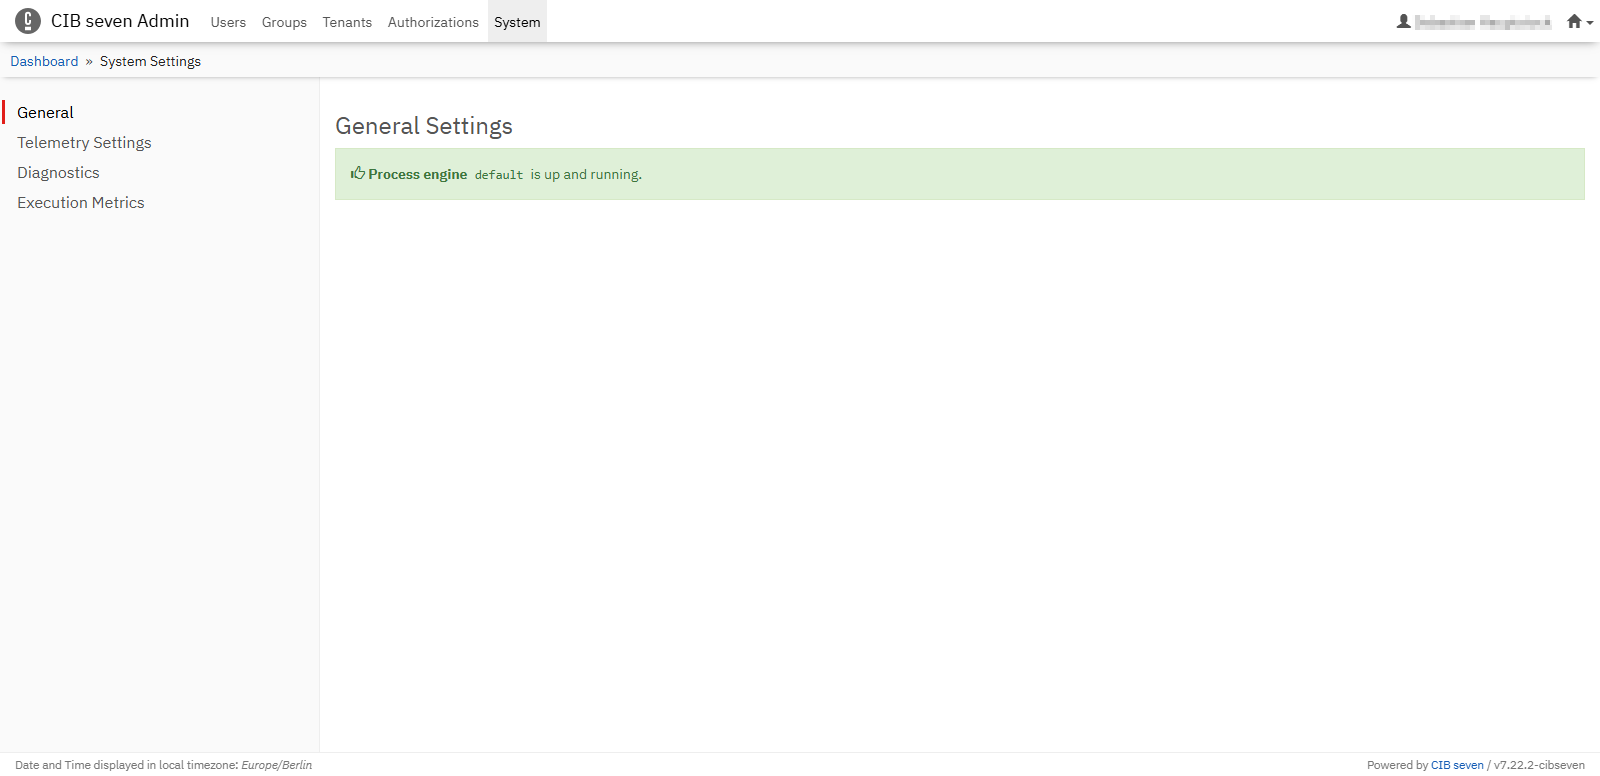 CIB seven Admin Users Groups Tenants Authorizations System
Dashboard » System Settings
General
Telemetry Settings
Diagnostics
Execution Metrics
General Settings
Process engine default is up and running.
Date and Time displayed in local timezone: Europe/Berlin
Powered by CIB seven / v7.22.2-cibseven